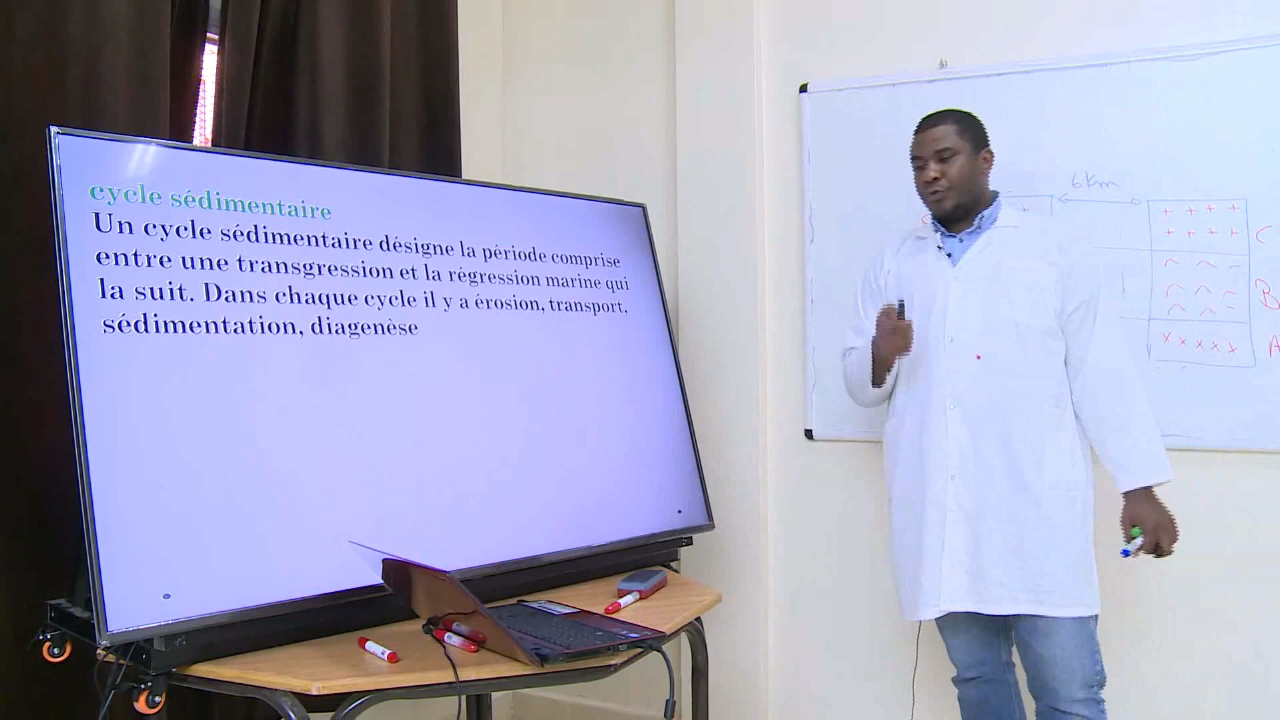 cycle sédimentaire
Un cycle sédimentaire désigne la période comprise
entre une transgression et la régression marine qui
la suit. Dans chaque cycle il y a érosion, transport,
sédimentation, diagenèse
6km
C
B
A